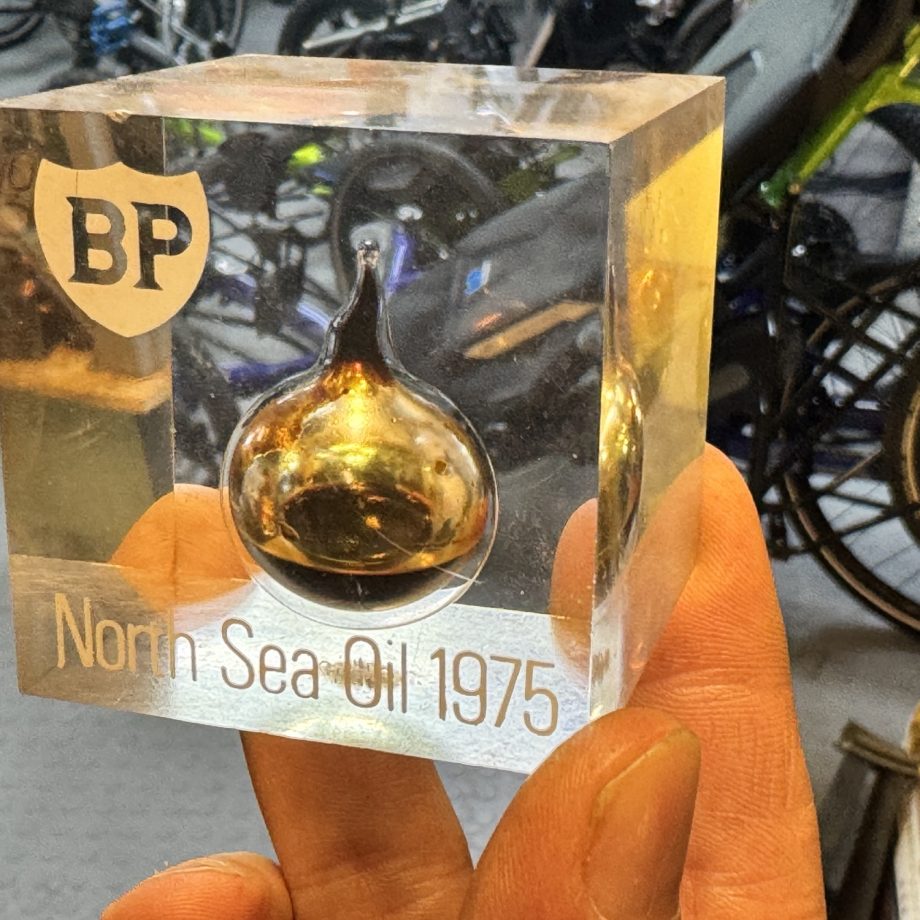 BP
North Sea Oil 1975